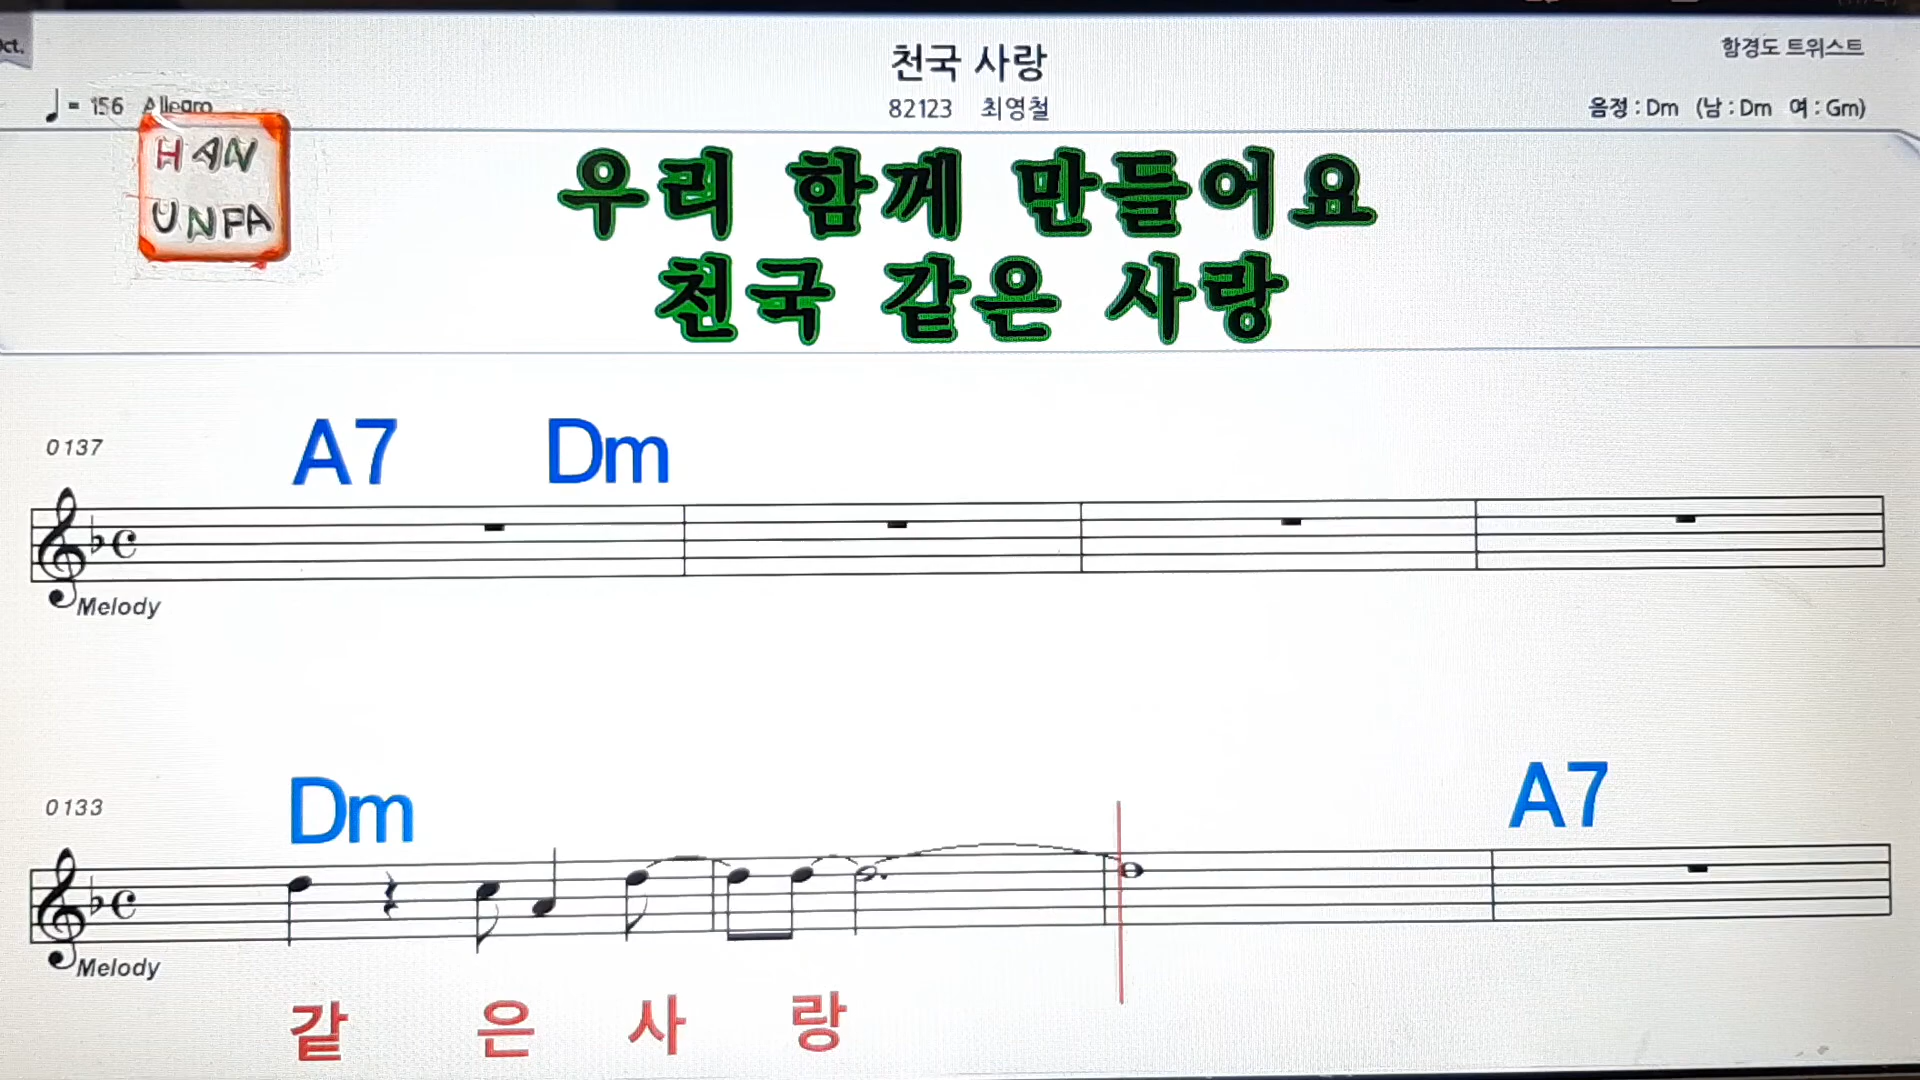 Oct.
천국 사랑
함경도 트위스트
♩ = 156 Allegro
82123 최영철
음정 : Dm (남 : Dm 여 : Gm)
HAN
UNFA
우리 함께 만들어요
천국 같은 사랑
0137
A7 Dm
Melody
0133
Dm A7
Melody
같 은 사 랑